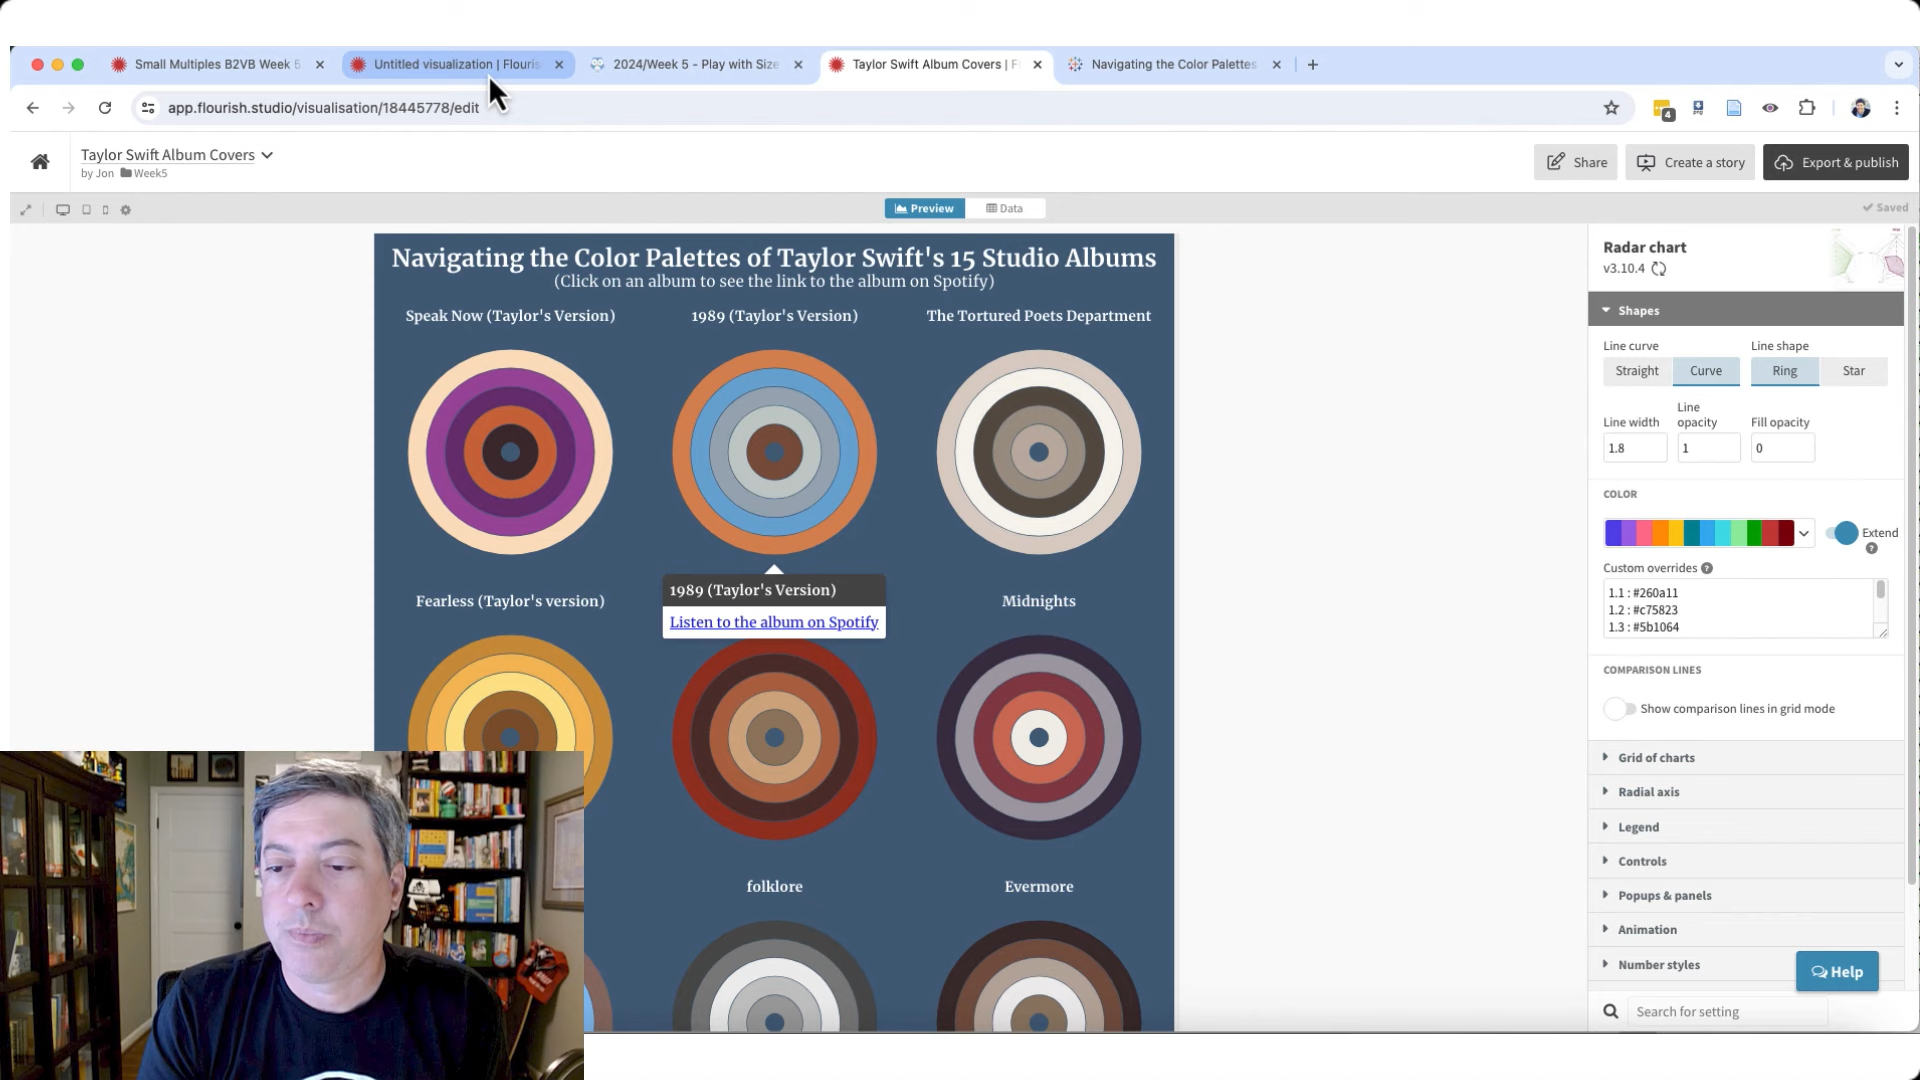 Small Multiples B2VB Week 5
Untitled visualization | Flouris
2024/Week 5 - Play with Size
Taylor Swift Album Covers | F
Navigating the Color Palettes
app.flourish.studio/visualisation/18445778/edit
4
Taylor Swift Album Covers
by Jon Week5
Share
Create a story
Export & publish
Preview
Data
Saved
Navigating the Color Palettes of Taylor Swift's 15 Studio Albums
(Click on an album to see the link to the album on Spotify)
Speak Now (Taylor's Version)
1989 (Taylor's Version)
The Tortured Poets Department
1989 (Taylor's Version)
Listen to the album on Spotify
Fearless (Taylor's version)
Midnights
folklore
Evermore
Radar chart
v3.10.4
Shapes
Line curve
Line shape
Straight
Curve
Ring
Star
Line width
Line opacity
Fill opacity
1.8
1
0
COLOR
Extend
Custom overrides
1.1 : #260a11
1.2 : #c75823
1.3 : #5b1064
COMPARISON LINES
Show comparison lines in grid mode
Grid of charts
Radial axis
Legend
Controls
Popups & panels
Animation
Number styles
Help
Search for setting